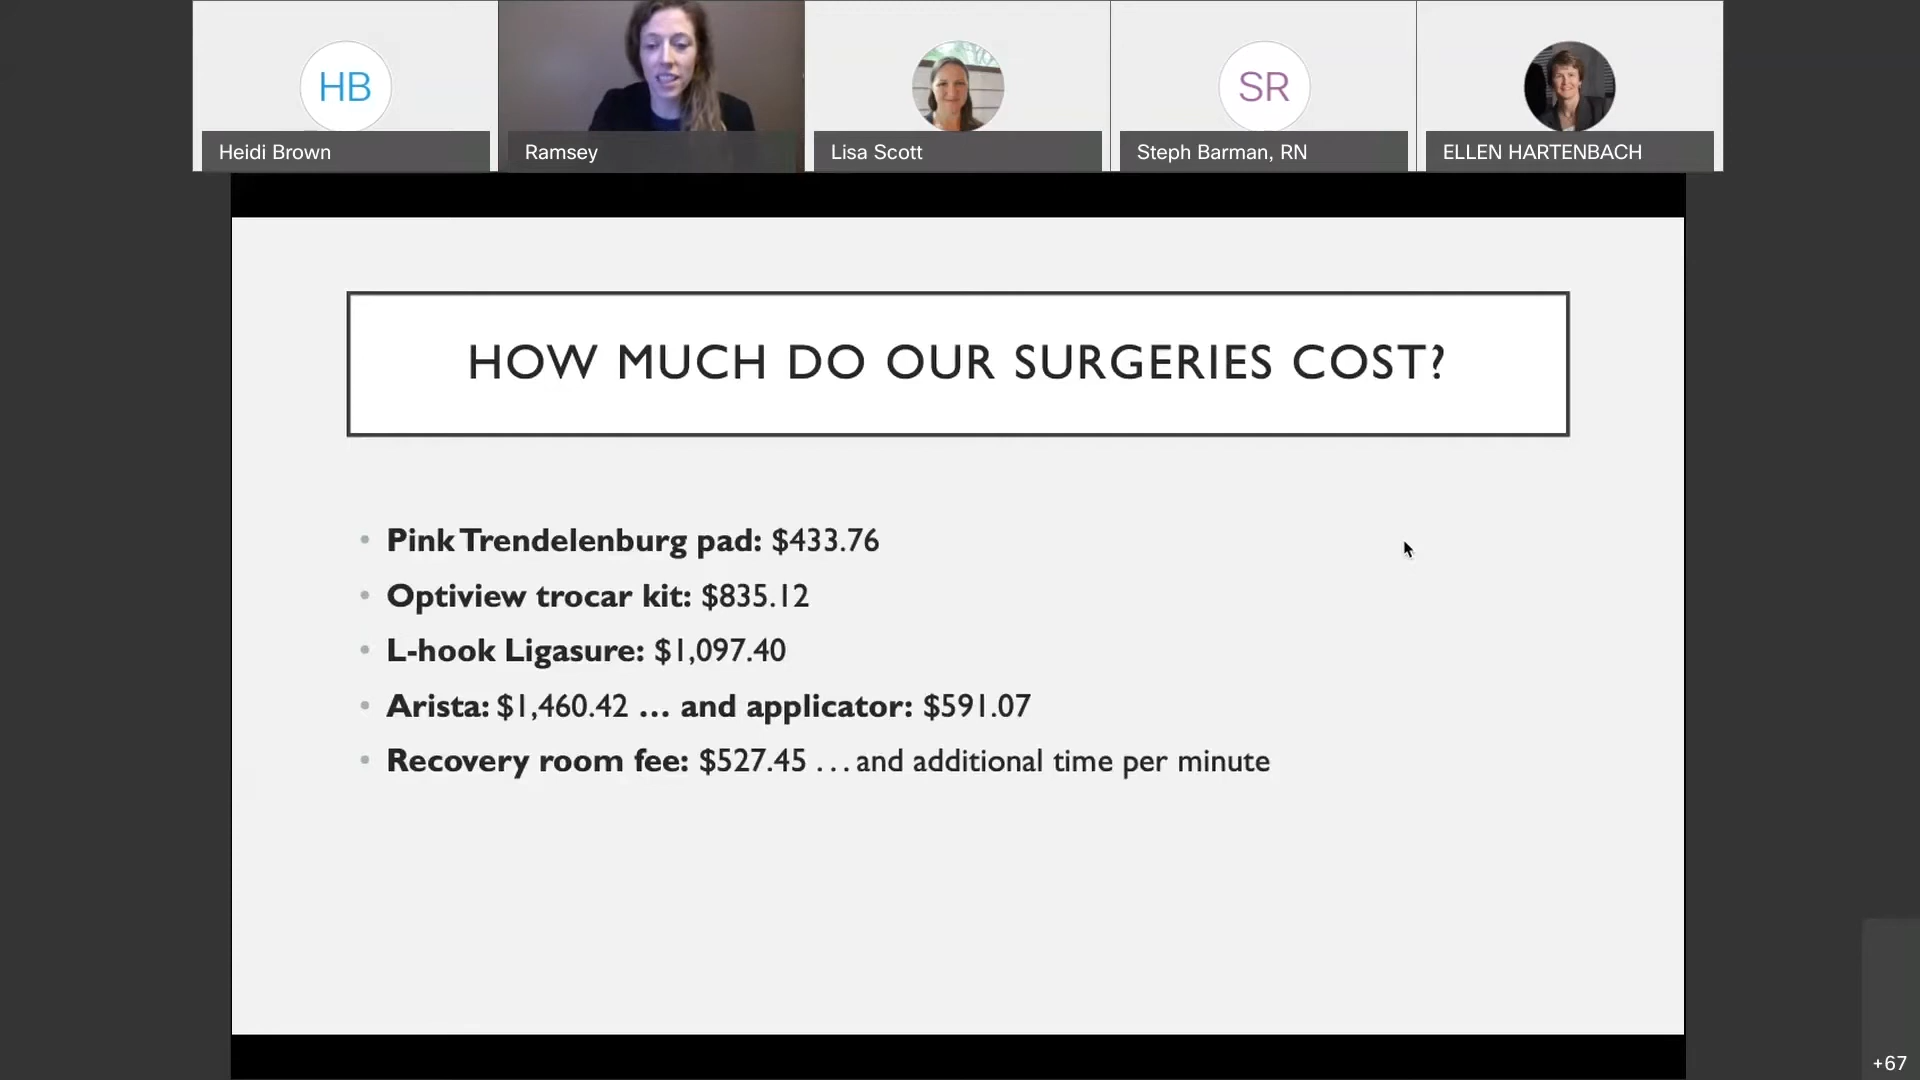 HB
SR
Heidi Brown
Ramsey
Lisa Scott
Steph Barman, RN
ELLEN HARTENBACH
HOW MUCH DO OUR SURGERIES COST?
• Pink Trendelenburg pad: $433.76
• Optiview trocar kit: $835.12
• L-hook Ligasure: $1,097.40
• Arista: $1,460.42 ... and applicator: $591.07
• Recovery room fee: $527.45 ... and additional time per minute
+67